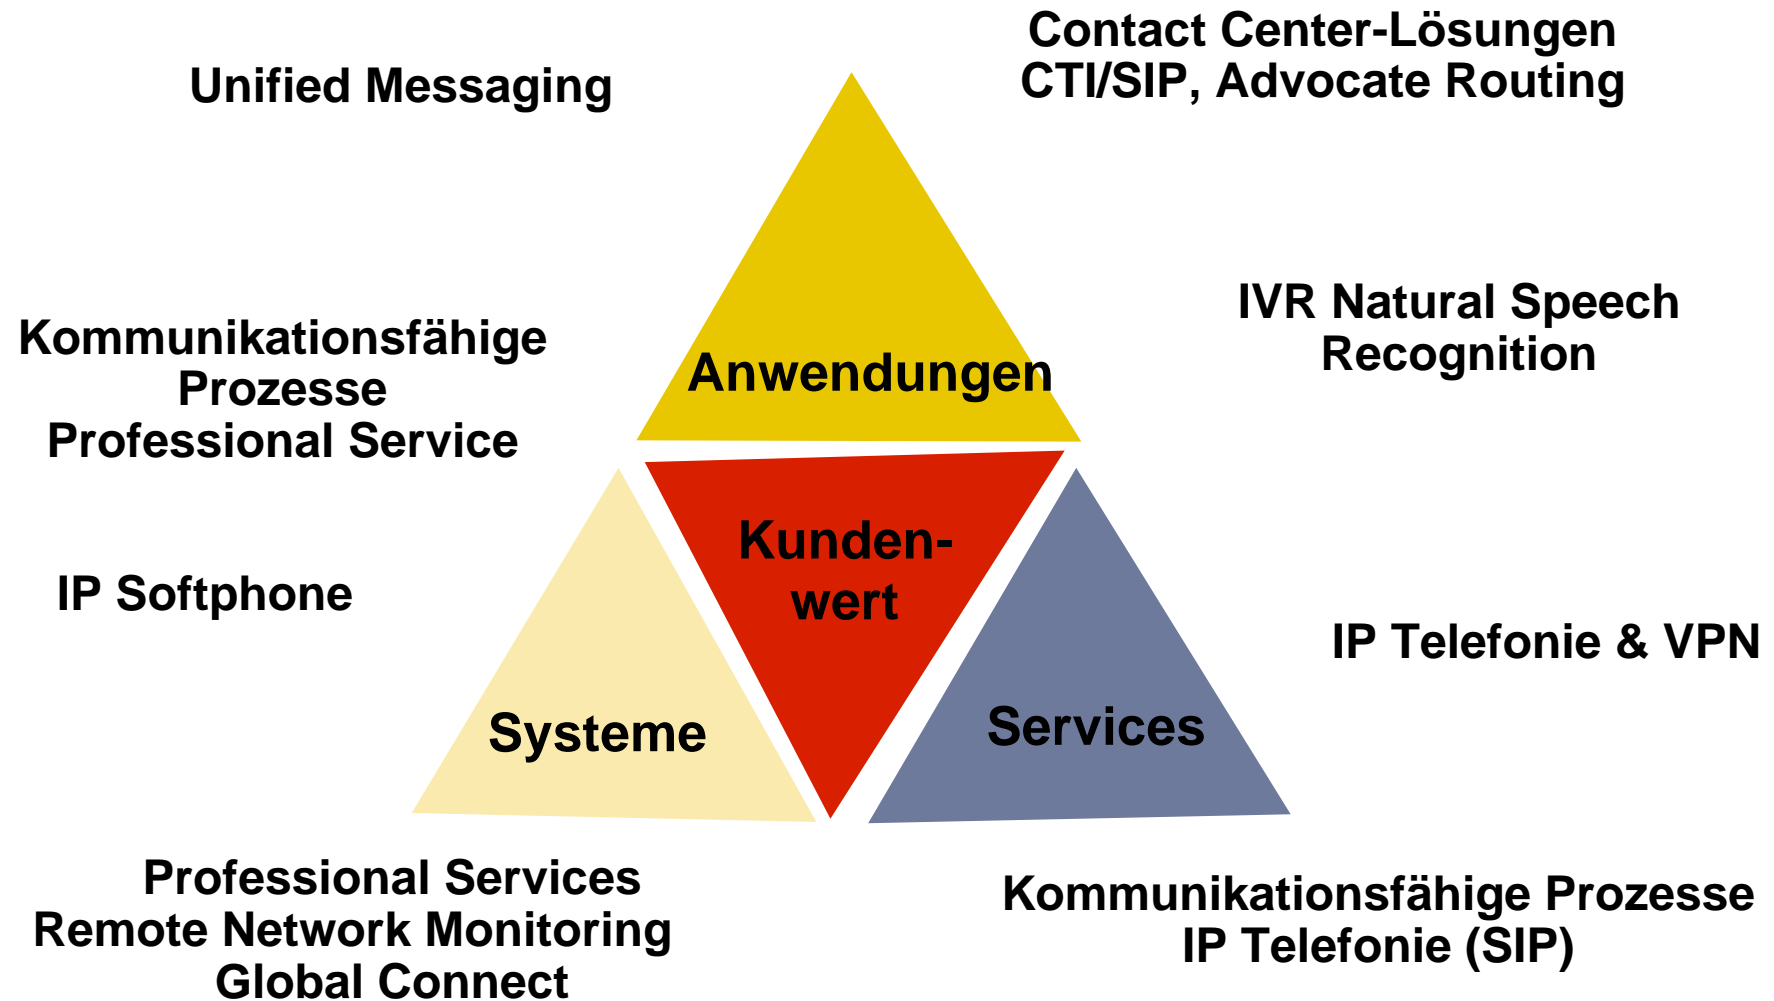 Contact Center-Lösungen
CTI/SIP, Advocate Routing
Unified Messaging
IVR Natural Speech
Recognition
Kommunikationsfähige
Prozesse
Professional Service
Anwendungen
Kunden-
wert
IP Softphone
IP Telefonie & VPN
Systeme
Services
Professional Services
Remote Network Monitoring
Global Connect
Kommunikationsfähige Prozesse
IP Telefonie (SIP)